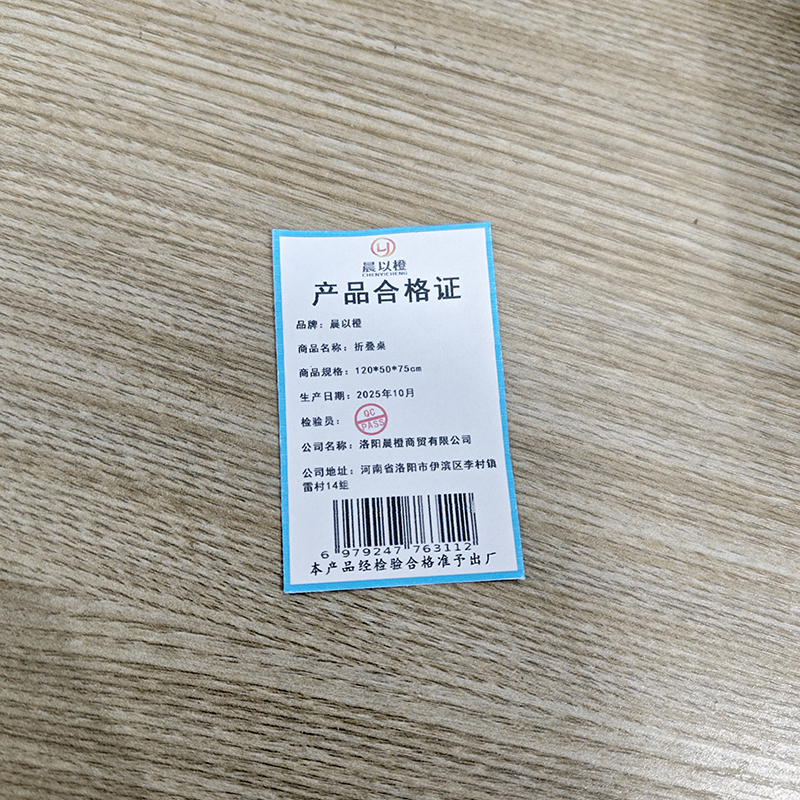 晨以橙
CHENYICHENG
产品合格证
品牌：晨以橙
商品名称：折叠桌
商品规格：120*50*75cm
生产日期：2025年10月
检验员：
QC
PASS
公司名称：洛阳晨橙商贸有限公司
公司地址：河南省洛阳市伊滨区李村镇
雷村14组
6 979247 763112
本产品经检验合格准予出厂